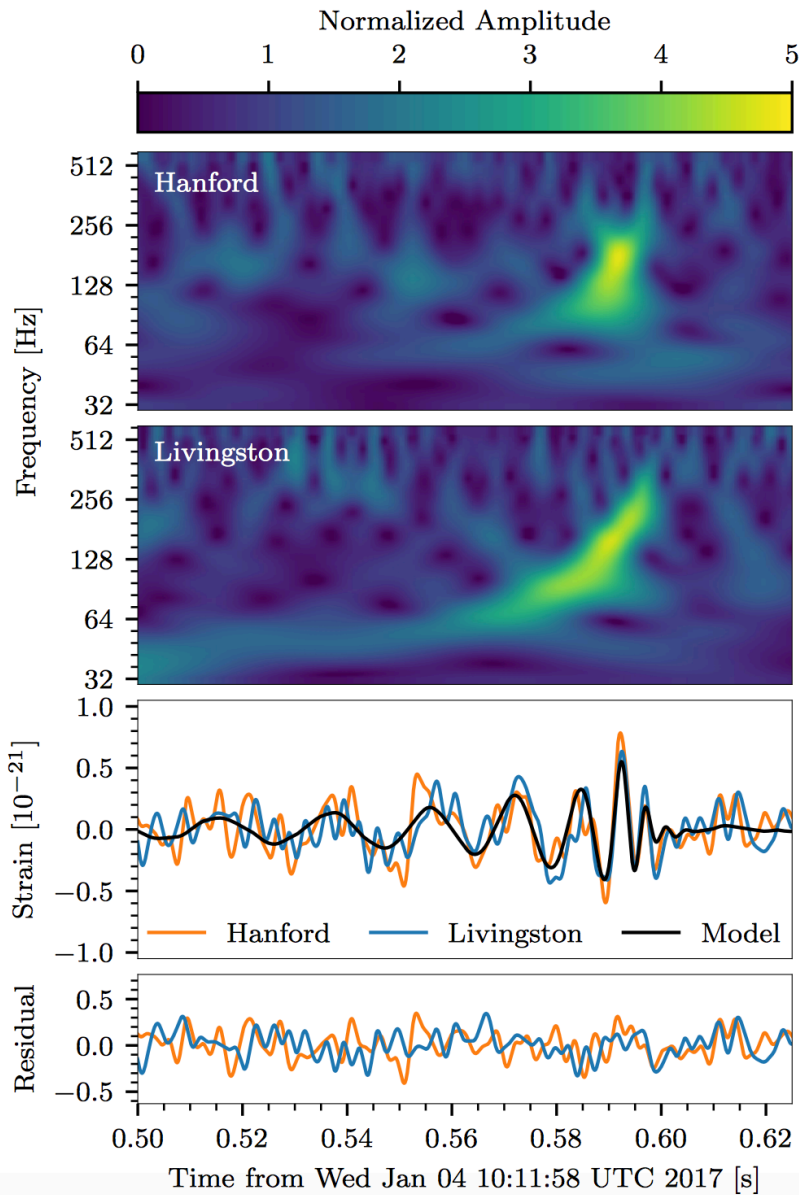 Normalized Amplitude
0 1 2 3 4 5
Hanford
512
256
128
64
32
Frequency [Hz]
Livingston
512
256
128
64
32
Strain [10⁻²¹]
1.0
0.5
0.0
−0.5
−1.0
Hanford Livingston Model
Residual
0.5
0.0
−0.5
0.50 0.52 0.54 0.56 0.58 0.60 0.62
Time from Wed Jan 04 10:11:58 UTC 2017 [s]